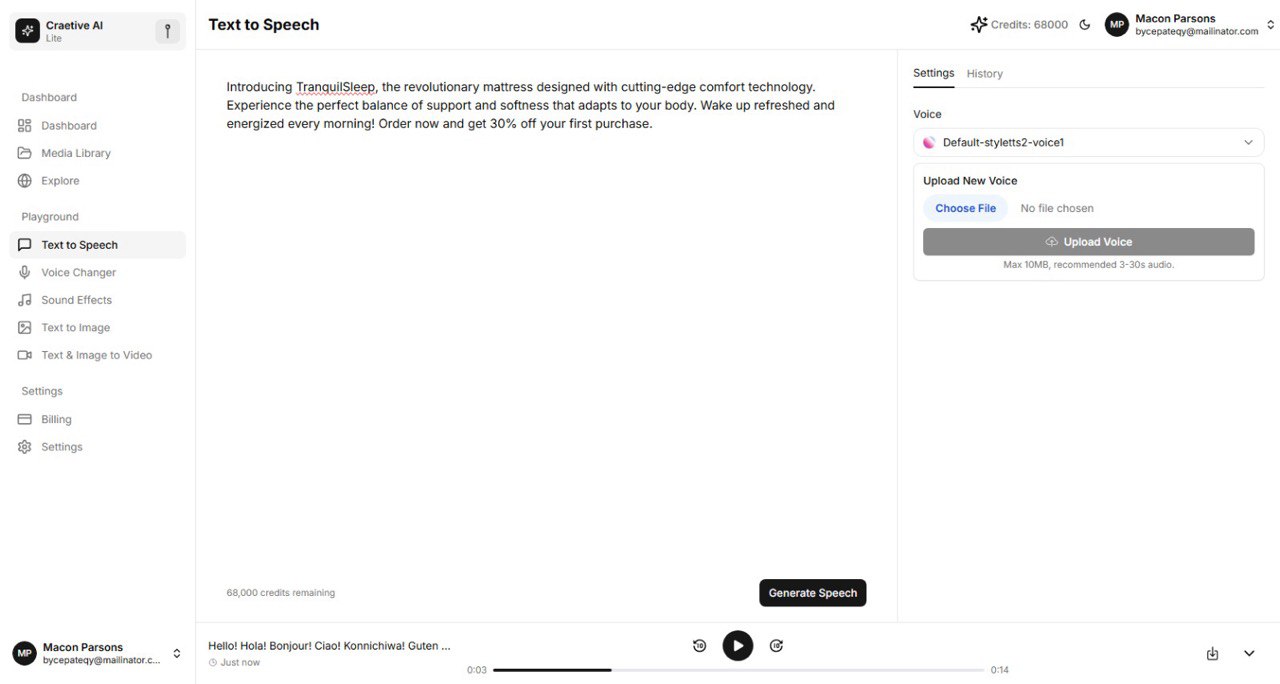 Craetive AI
Lite
Dashboard
Dashboard
Media Library
Explore
Playground
Text to Speech
Voice Changer
Sound Effects
Text to Image
Text & Image to Video
Settings
Billing
Settings
MP
Macon Parsons
bycepateqy@mailinator.c...
Text to Speech
Credits: 68000
MP
Macon Parsons
bycepateqy@mailinator.com
Introducing TranquilSleep, the revolutionary mattress designed with cutting-edge comfort technology.
Experience the perfect balance of support and softness that adapts to your body. Wake up refreshed and
energized every morning! Order now and get 30% off your first purchase.
68,000 credits remaining
Generate Speech
Settings History
Voice
Default-styletts2-voice1
Upload New Voice
Choose File No file chosen
Upload Voice
Max 10MB, recommended 3-30s audio.
Hello! Hola! Bonjour! Ciao! Konnichiwa! Guten ...
Just now
10
10
0:03
0:14